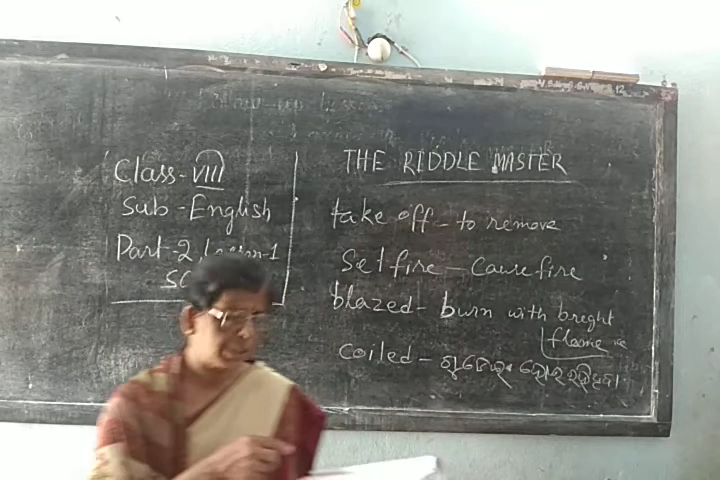 Class - VIII
Sub - English
Part-2
THE RIDDLE MASTER
take off - to remove
Set fire - Cause fire
blazed - burn with bright
flame
coiled -